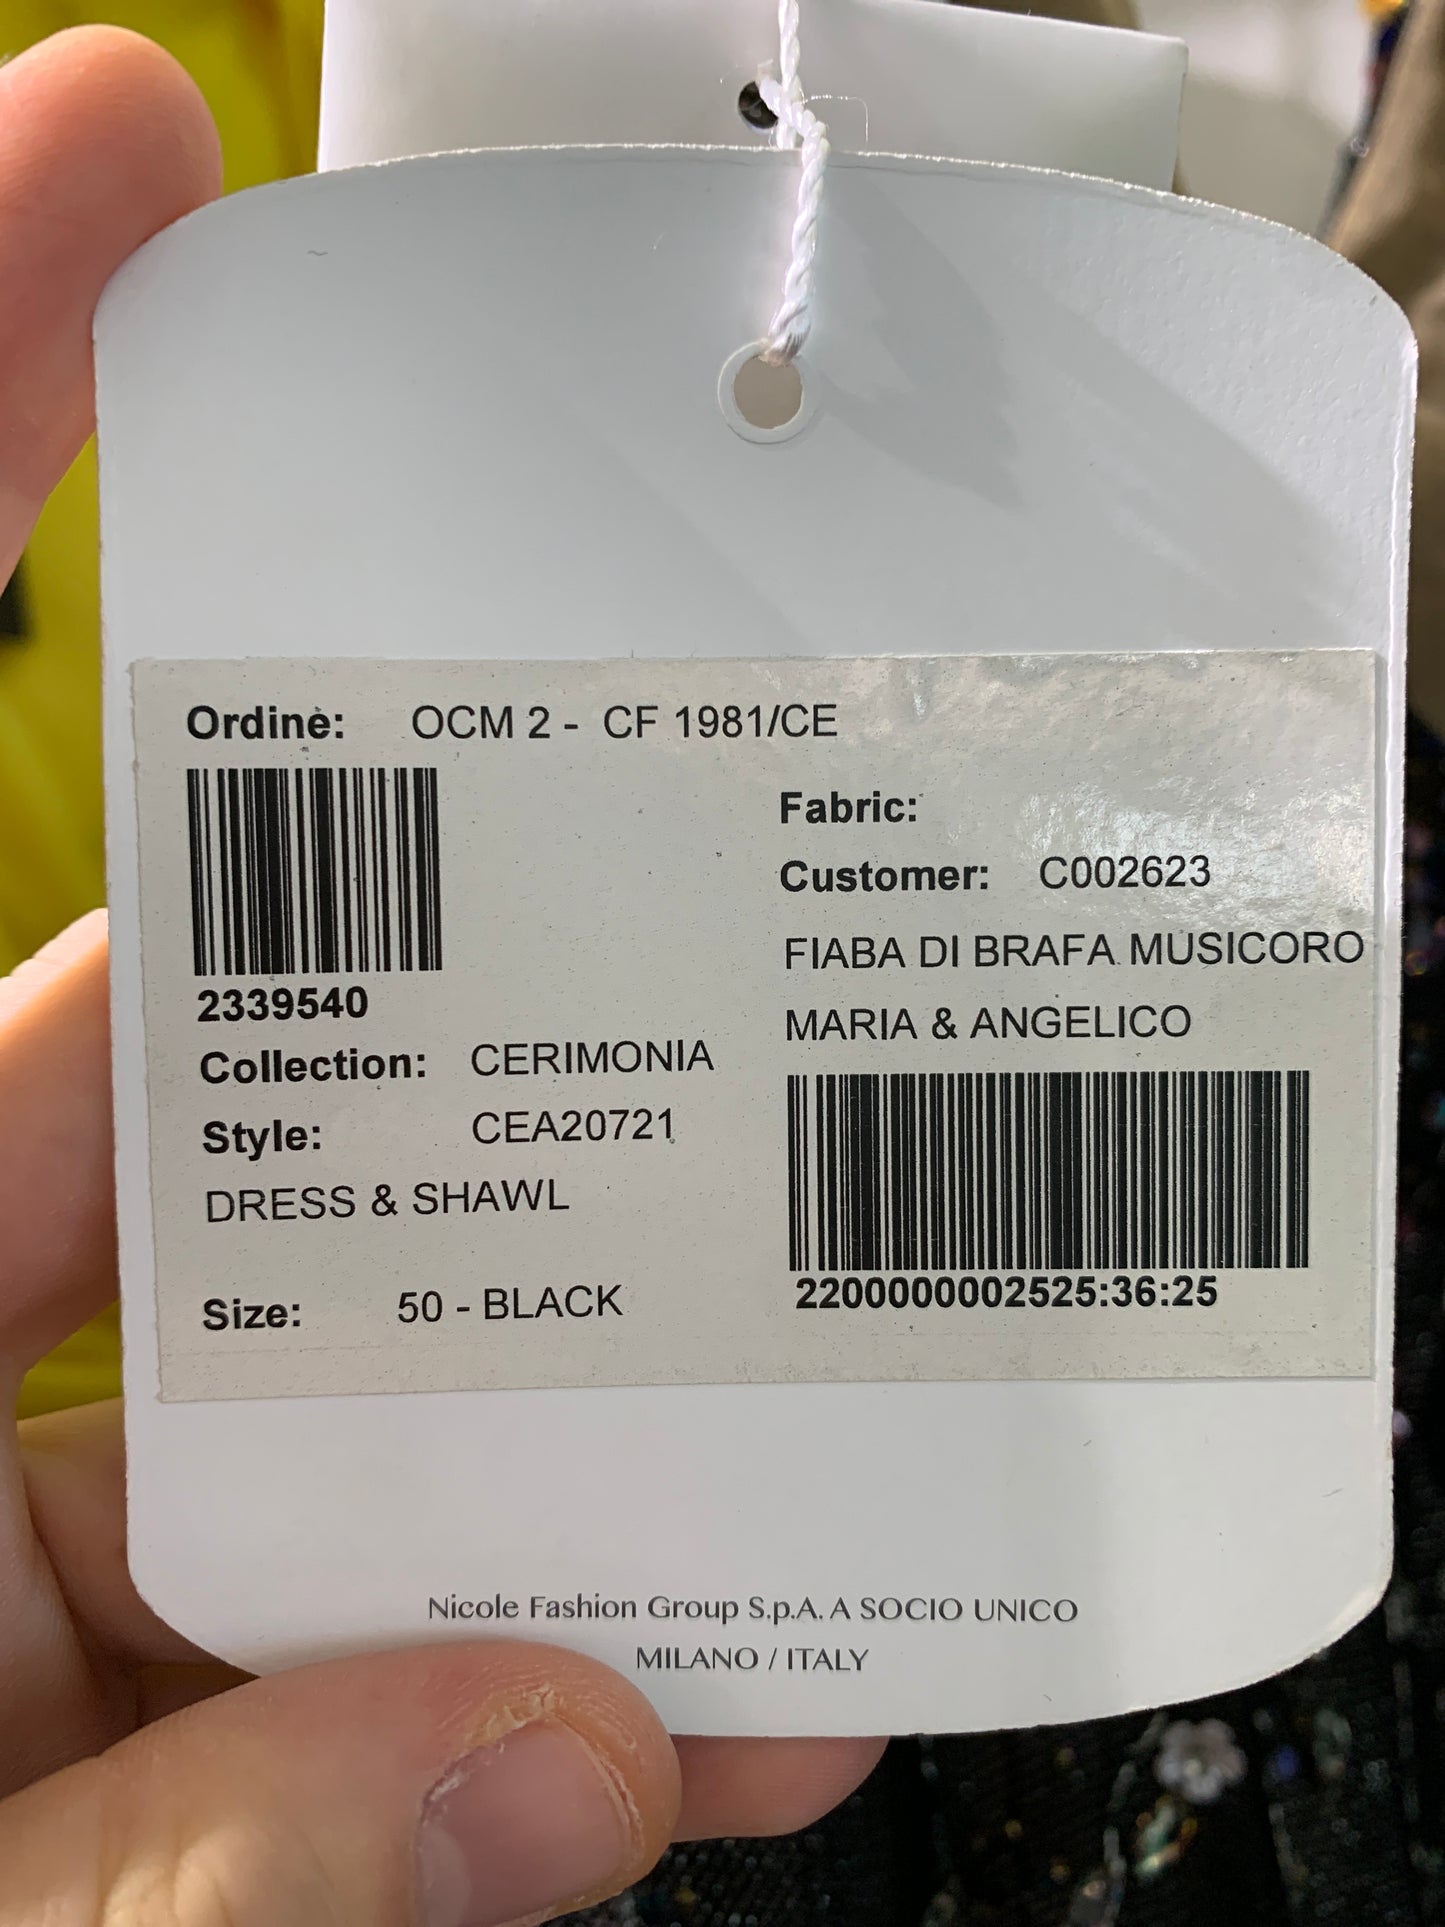 Ordine: OCM 2 - CF 1981/CE
2339540
Collection: CERIMONIA
Style: CEA20721
DRESS & SHAWL
Size: 50 - BLACK
Fabric:
Customer: C002623
FIABA DI BRAFA MUSICORO
MARIA & ANGELICO
2200000002525:36:25
Nicole Fashion Group S.p.A. A SOCIO UNICO
MILANO / ITALY